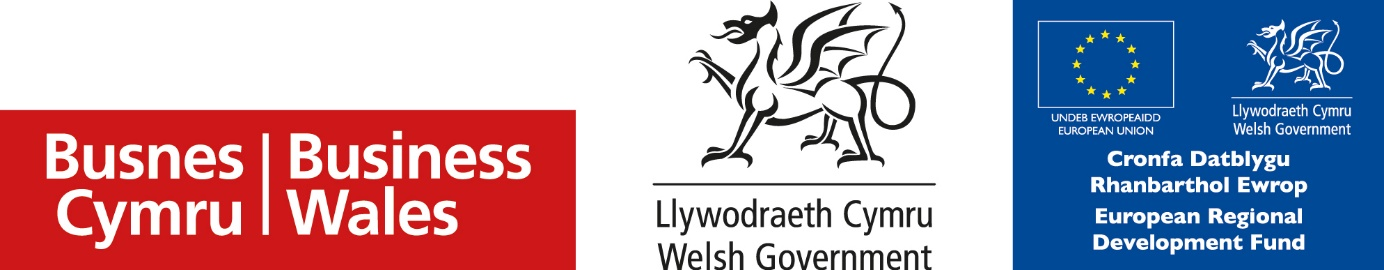 Busnes
Cymru
Business
Wales
Llywodraeth Cymru
Welsh Government
UNDEB EWROPEAIDD
EUROPEAN UNION
Llywodraeth Cymru
Welsh Government
Cronfa Datblygu
Rhanbarthol Ewrop
European Regional
Development Fund